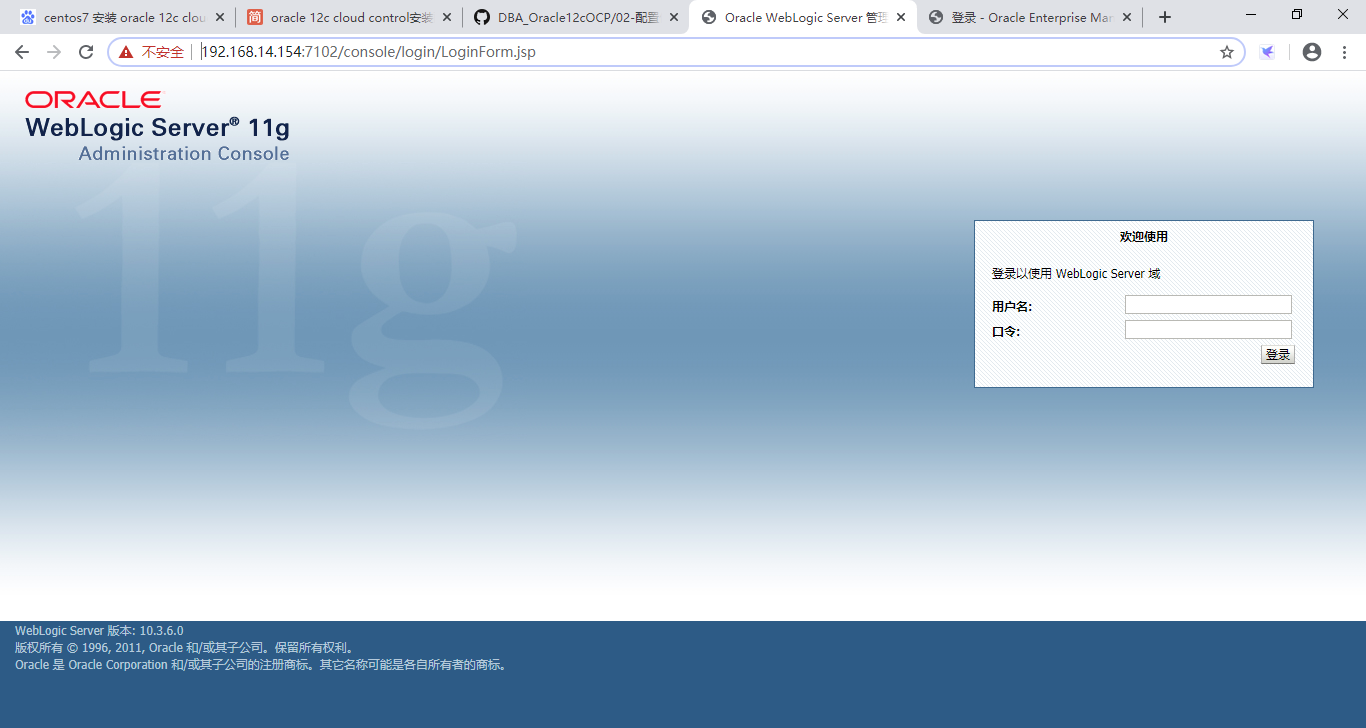 centos7 安装 oracle 12c clou
oracle 12c cloud control安装
DBA_Oracle12cOCP/02-配置
Oracle WebLogic Server 管理
登录 - Oracle Enterprise Man
不安全
192.168.14.154:7102/console/login/LoginForm.jsp
ORACLE
WebLogic Server® 11g
Administration Console
11g
欢迎使用
登录以使用 WebLogic Server 域
用户名:
口令:
登录
WebLogic Server 版本: 10.3.6.0
版权所有 © 1996, 2011, Oracle 和/或其子公司。保留所有权利。
Oracle 是 Oracle Corporation 和/或其子公司的注册商标。其它名称可能是各自所有者的商标。